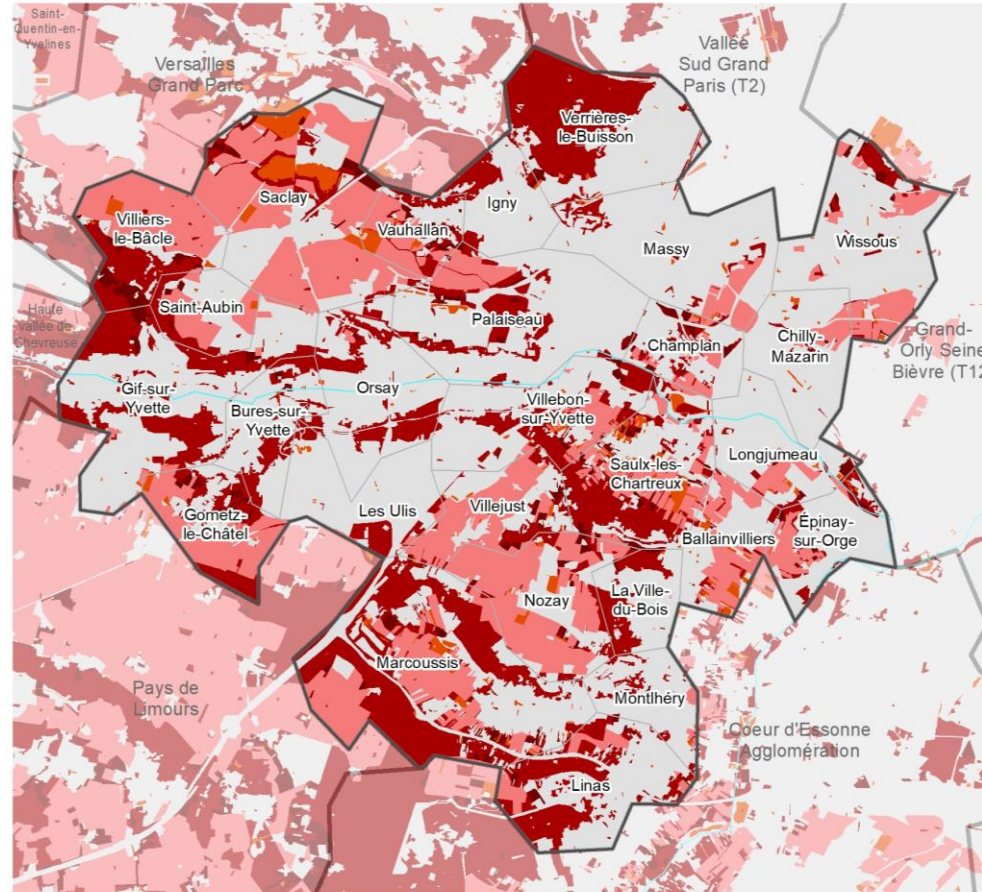 Saint-
Quentin-en-
Yvelines
Versailles
Grand Parc
Vallée
Sud Grand
Paris (T2)
Verrières-
le-Buisson
Saclay
Igny
Villiers-
le-Bâcle
Vauhallan
Massy
Wissous
Saint-Aubin
Haute
vallée de
Chevreuse
Palaiseau
Champlan
Chilly-
Mazarin
Grand-
Orly Seine
Bièvre (T12
Gif-sur-
Yvette
Orsay
Bures-sur-
Yvette
Villebon-
sur-Yvette
Saulx-les-
Chartreux
Longjumeau
Gometz-
le-Châtel
Les Ulis
Villejust
Ballainvilliers
Épinay-
sur-Orge
Nozay
La Ville-
du-Bois
Marcoussis
Pays de
Limours
Montlhéry
Coeur d'Essonne
Agglomération
Linas